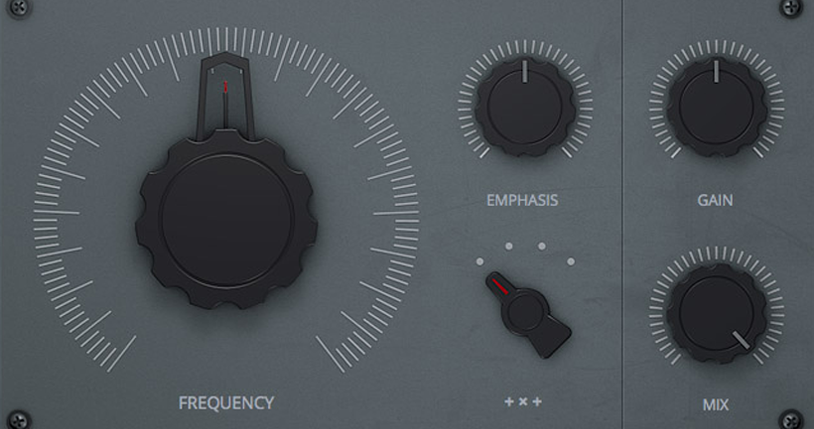 EMPHASIS
GAIN
FREQUENCY
+×+
MIX